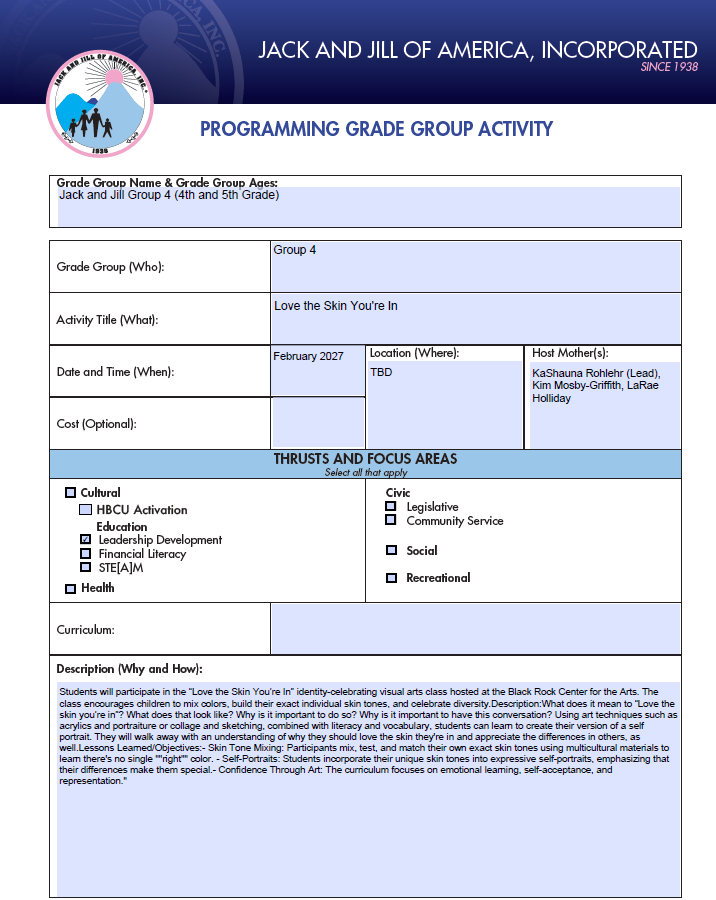 JACK AND JILL OF AMERICA, INCORPORATED
SINCE 1938
JACK AND JILL OF AMERICA, INC.
1938
PROGRAMMING GRADE GROUP ACTIVITY
Grade Group Name & Grade Group Ages:
Jack and Jill Group 4 (4th and 5th Grade)
Grade Group (Who):
Group 4
Activity Title (What):
Love the Skin You're In
Date and Time (When):
February 2027
Location (Where):
TBD
Host Mother(s):
KaShauna Rohlehr (Lead),
Kim Mosby-Griffith, LaRae
Holliday
Cost (Optional):
THRUSTS AND FOCUS AREAS
Select all that apply
Cultural
HBCU Activation
Education
Leadership Development
Financial Literacy
STE[A]M
Health
Civic
Legislative
Community Service
Social
Recreational
Curriculum:
Description (Why and How):
Students will participate in the "Love the Skin You're In" identity-celebrating visual arts class hosted at the Black Rock Center for the Arts. The
class encourages children to mix colors, build their exact individual skin tones, and celebrate diversity.Description:What does it mean to "Love the
skin you're in"? What does that look like? Why is it important to do so? Why is it important to have this conversation? Using art techniques such as
acrylics and portraiture or collage and sketching, combined with literacy and vocabulary, students can learn to create their version of a self
portrait. They will walk away with an understanding of why they should love the skin they're in and appreciate the differences in others, as
well.Lessons Learned/Objectives:- Skin Tone Mixing: Participants mix, test, and match their own exact skin tones using multicultural materials to
learn there's no single ""right"" color. - Self-Portraits: Students incorporate their unique skin tones into expressive self-portraits, emphasizing that
their differences make them special.- Confidence Through Art: The curriculum focuses on emotional learning, self-acceptance, and
representation."